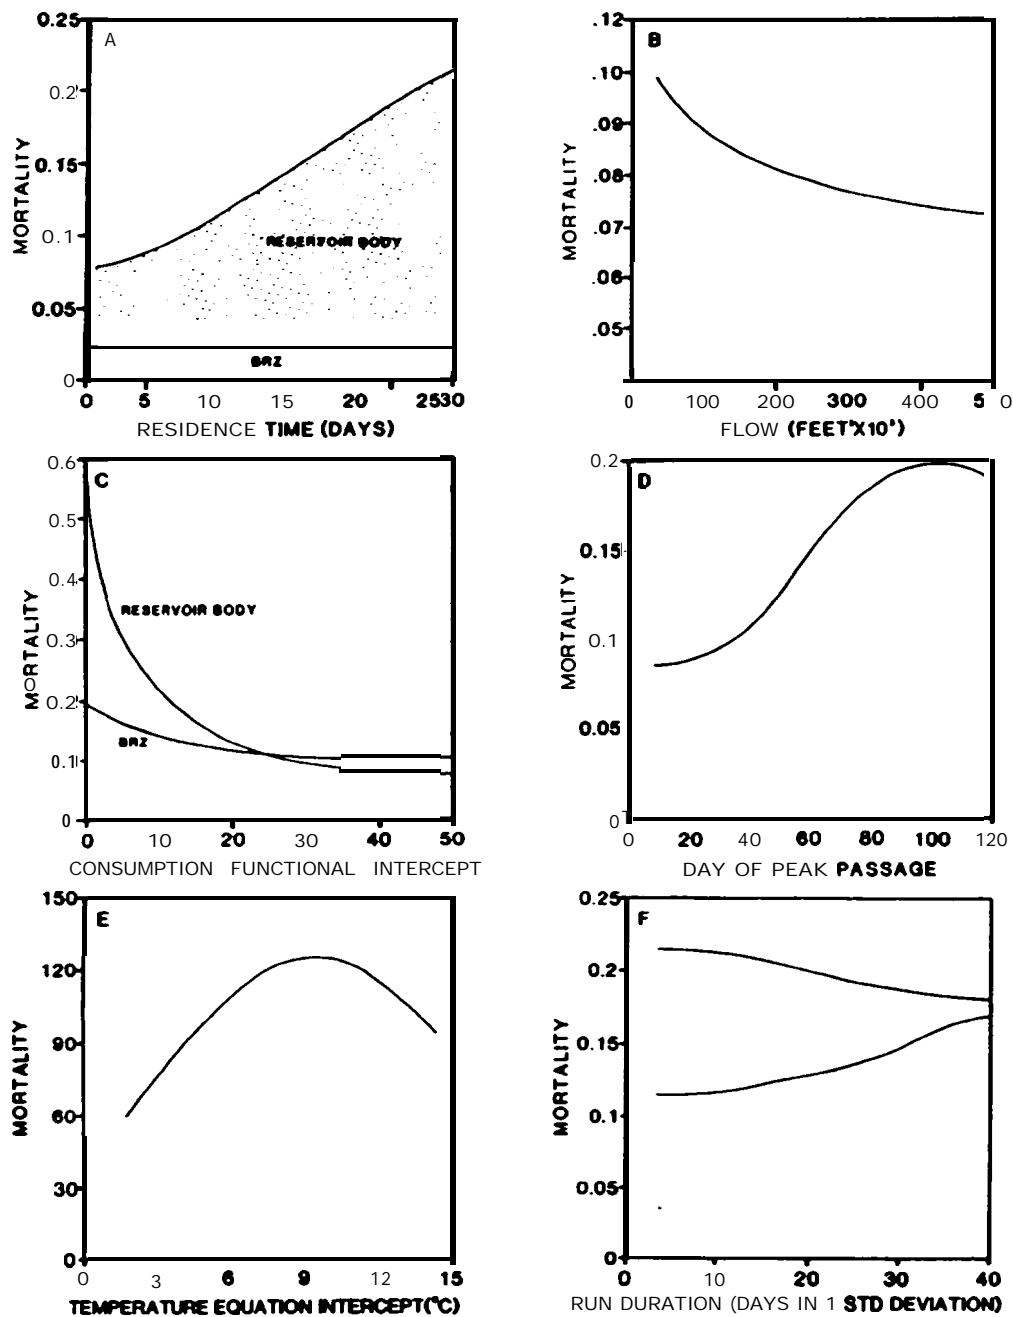 A
0.25
0.2
0.15
0.1
0.05
0
MORTALITY
RESERVOIR BODY
BRZ
0 5 10 15 20 2530
RESIDENCE TIME (DAYS)
B
.12
.10
.09
.08
.07
.06
.05
MORTALITY
0 100 200 300 400 5 0
FLOW (FEET³X10³)
C
0.6
0.5
0.4
0.3
0.2
0.1
0
MORTALITY
RESERVOIR BODY
BRZ
0 10 20 30 40 50
CONSUMPTION FUNCTIONAL INTERCEPT
D
0.2
0.15
0.1
0.05
0
MORTALITY
0 20 40 60 80 100 120
DAY OF PEAK PASSAGE
E
150
120
90
60
30
0
MORTALITY
0 3 6 9 12 15
TEMPERATURE EQUATION INTERCEPT(°C)
F
0.25
0.2
0.15
0.1
0.05
0
MORTALITY
0 10 20 30 40
RUN DURATION (DAYS IN 1 STD DEVIATION)